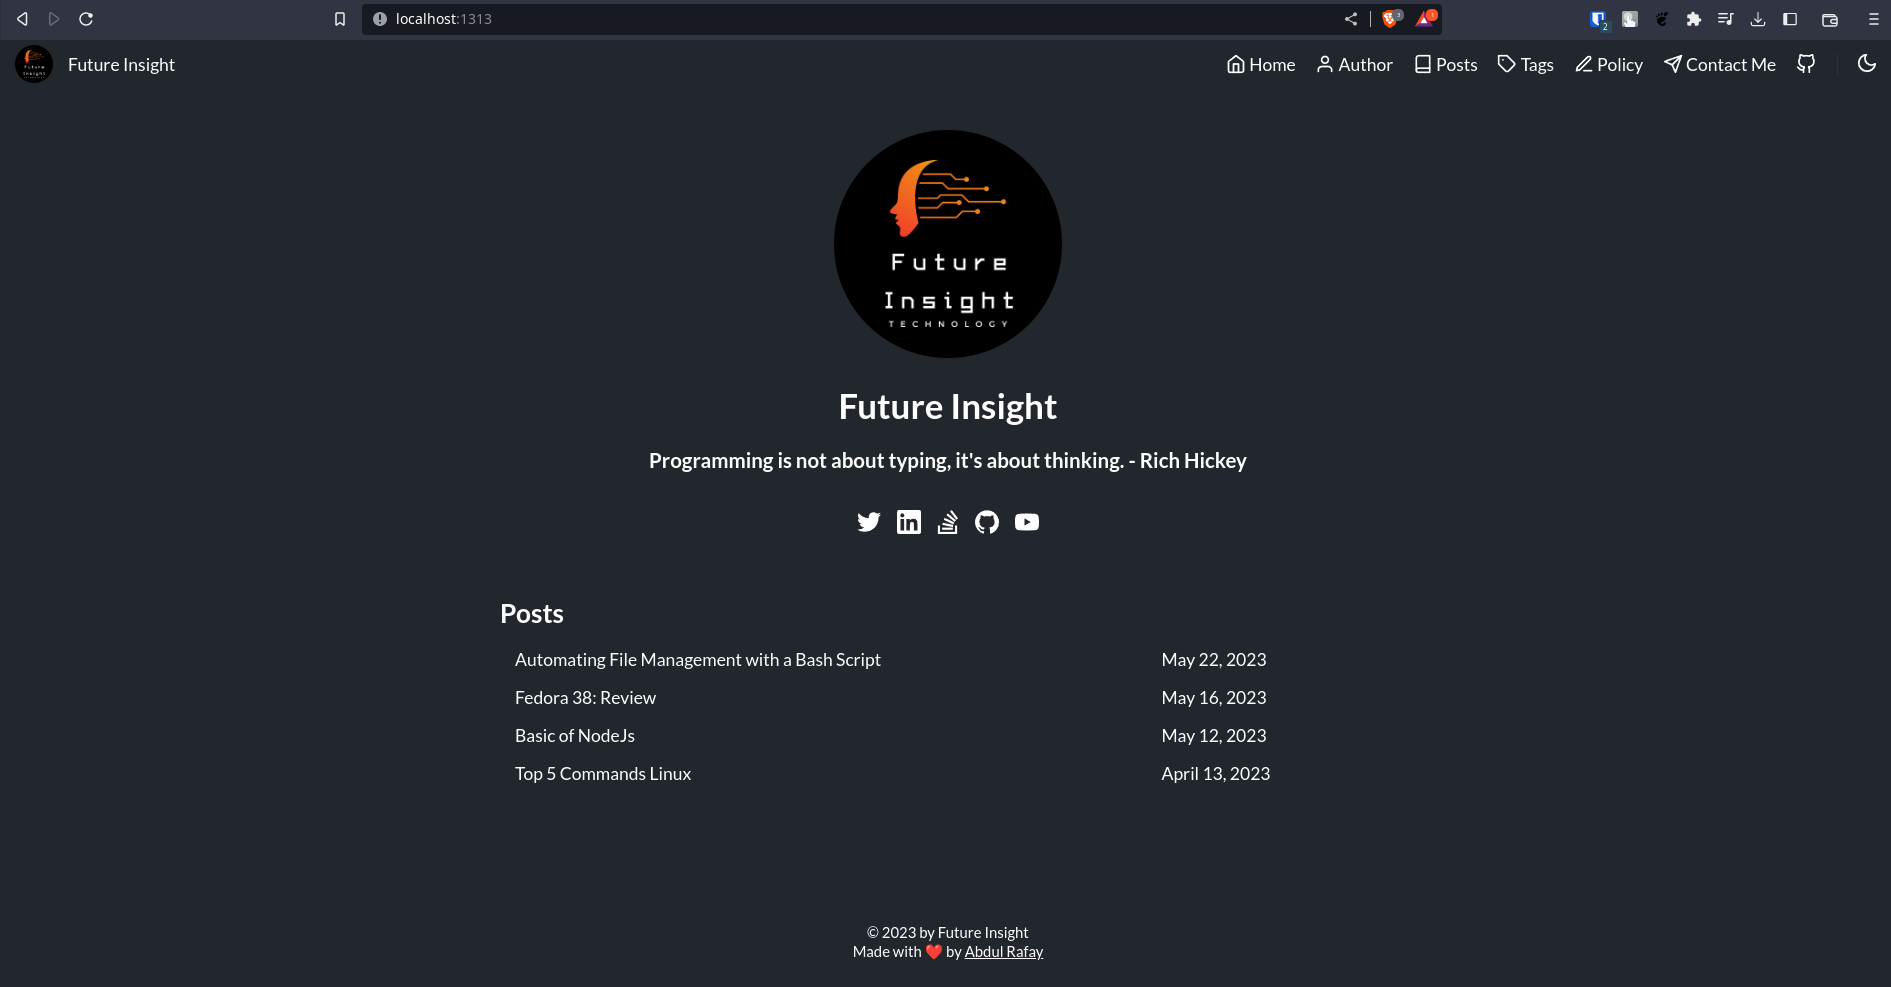 localhost:1313
Future Insight
Home Author Posts Tags Policy Contact Me
Future
Insight
TECHNOLOGY
Future Insight
Programming is not about typing, it's about thinking. - Rich Hickey
Posts
Automating File Management with a Bash Script May 22, 2023
Fedora 38: Review May 16, 2023
Basic of NodeJs May 12, 2023
Top 5 Commands Linux April 13, 2023
© 2023 by Future Insight
Made with ❤️ by Abdul Rafay